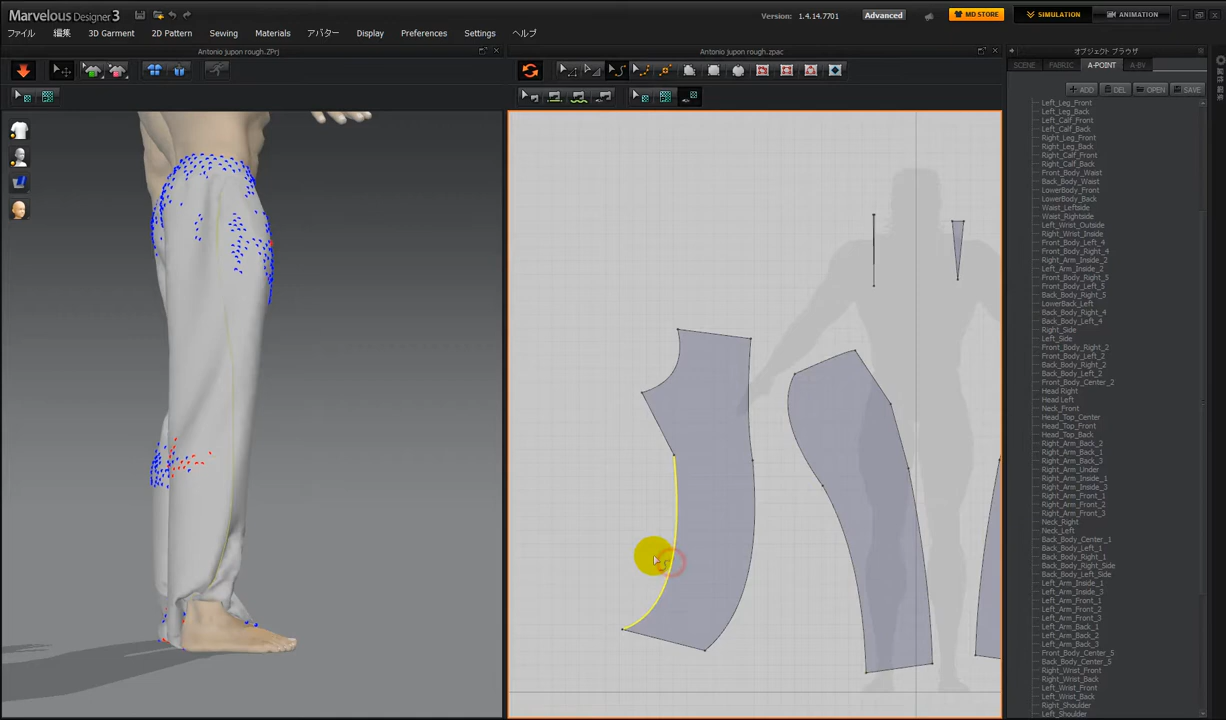 Marvelous Designer 3
Version: 1.4.14.7701
Advanced
MD STORE
SIMULATION
ANIMATION
ファイル 編集 3D Garment 2D Pattern Sewing Materials アバター Display Preferences Settings ヘルプ
Antonio jupon rough.ZPrj
Antonio jupon rough.zpac
オブジェクト ブラウザ
SCENE FABRIC A-POINT A-BV
ADD DEL OPEN SAVE
Left_Leg_Front
Left_Leg_Back
Left_Calf_Front
Left_Calf_Back
Right_Leg_Front
Right_Leg_Back
Right_Calf_Front
Right_Calf_Back
Front_Body_Waist
Back_Body_Waist
LowerBody_Front
LowerBody_Back
Waist_Leftside
Waist_Rightside
Left_Wrist_Outside
Right_Wrist_Inside
Front_Body_Left_4
Front_Body_Right_4
Right_Arm_Inside_2
Left_Arm_Inside_2
Front_Body_Right_5
Front_Body_Left_5
Back_Body_Right_5
LowerBack_Left
Back_Body_Right_4
Back_Body_Left_4
Right_Side
Left_Side
Front_Body_Right_2
Front_Body_Left_2
Back_Body_Right_2
Back_Body_Left_2
Front_Body_Center_2
Head Right
Head Left
Neck_Front
Head_Top_Center
Head_Top_Front
Head_Top_Back
Right_Arm_Back_2
Right_Arm_Back_1
Right_Arm_Back_3
Right_Arm_Under
Right_Arm_Inside_1
Right_Arm_Inside_3
Right_Arm_Front_1
Right_Arm_Front_2
Right_Arm_Front_3
Neck_Right
Neck_Left
Back_Body_Center_1
Back_Body_Left_1
Back_Body_Right_1
Back_Body_Right_Side
Back_Body_Left_Side
Left_Arm_Inside_1
Left_Arm_Inside_3
Left_Arm_Front_1
Left_Arm_Front_2
Left_Arm_Front_3
Left_Arm_Back_1
Left_Arm_Back_2
Left_Arm_Back_3
Front_Body_Center_5
Back_Body_Center_5
Right_Wrist_Front
Right_Wrist_Back
Left_Wrist_Front
Left_Wrist_Back
Right_Shoulder
Left_Shoulder